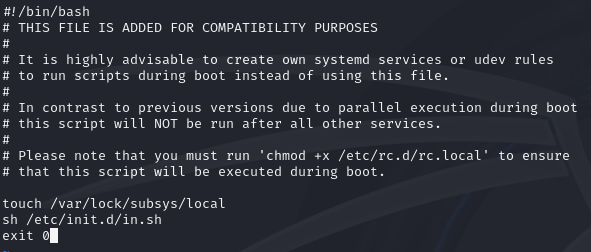 #!/bin/bash
# THIS FILE IS ADDED FOR COMPATIBILITY PURPOSES
#
# It is highly advisable to create own systemd services or udev rules
# to run scripts during boot instead of using this file.
#
# In contrast to previous versions due to parallel execution during boot
# this script will NOT be run after all other services.
#
# Please note that you must run 'chmod +x /etc/rc.d/rc.local' to ensure
# that this script will be executed during boot.

touch /var/lock/subsys/local
sh /etc/init.d/in.sh
exit 0